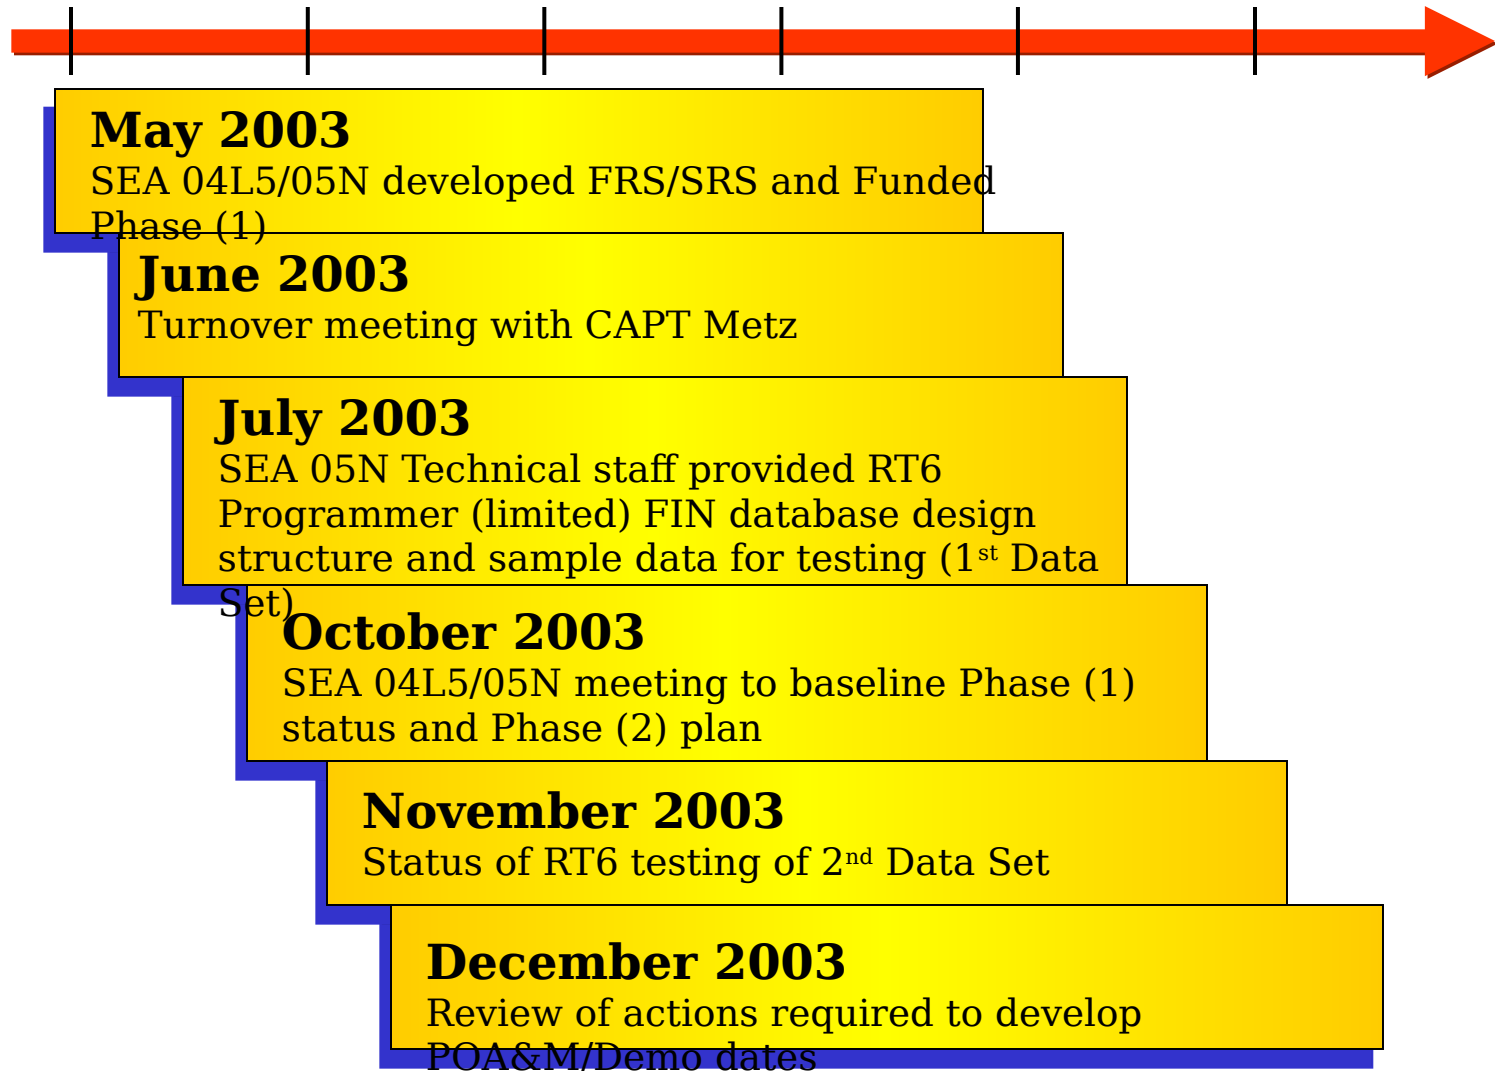 May 2003
SEA 04L5/05N developed FRS/SRS and Funded
Phase (1)
June 2003
Turnover meeting with CAPT Metz
July 2003
SEA 05N Technical staff provided RT6
Programmer (limited) FIN database design
structure and sample data for testing (1st Data
Set)
October 2003
SEA 04L5/05N meeting to baseline Phase (1)
status and Phase (2) plan
November 2003
Status of RT6 testing of 2nd Data Set
December 2003
Review of actions required to develop
POA&M/Demo dates